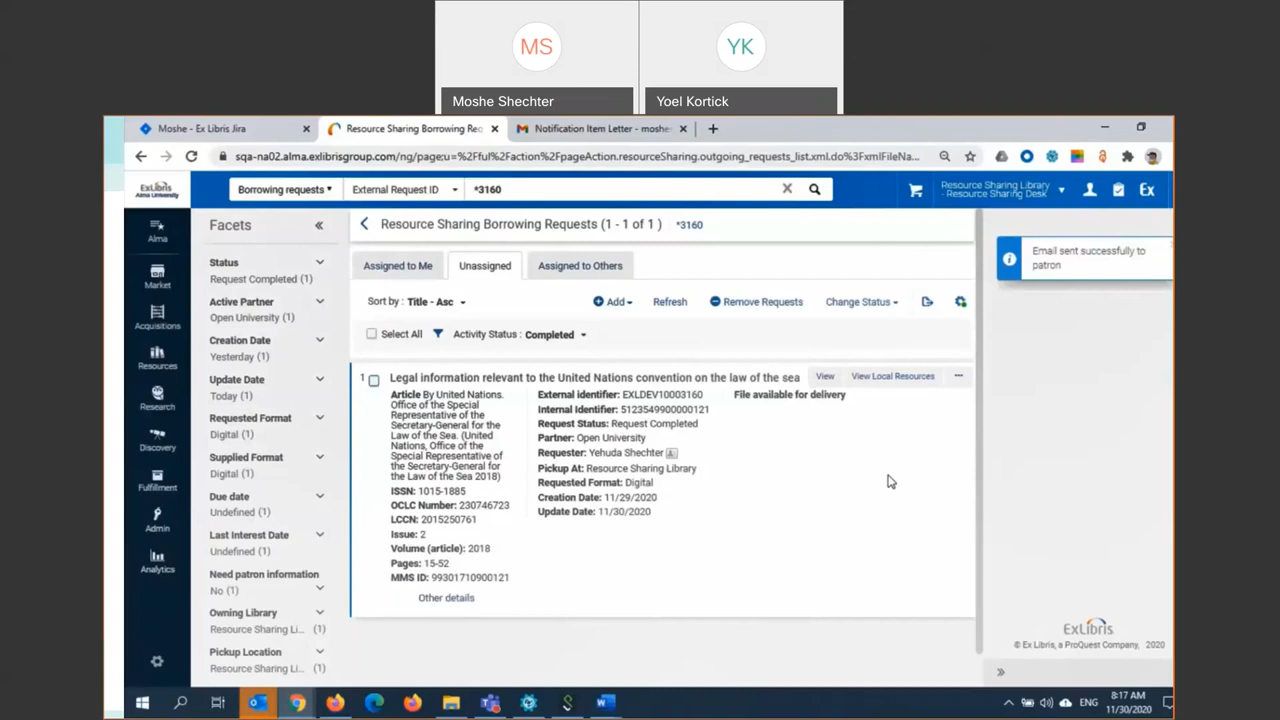 MS
YK
Moshe Shechter
Yoel Kortick
Moshe - Ex Libris Jira
Resource Sharing Borrowing Req
Notification Item Letter - moshe
sqa-na02.alma.exlibrisgroup.com/ng/page;u=%2Fful%2Faction%2FpageAction.resourceSharing.outgoing_requests_list.xml.do%3FxmlFileNa...
ExLibris
Alma University
Borrowing requests
External Request ID
*3160
Resource Sharing Library
- Resource Sharing Desk
Ex
Alma
Market
Acquisitions
Resources
Research
Discovery
Fulfillment
Admin
Analytics
Facets
Status
Request Completed (1)
Active Partner
Open University (1)
Creation Date
Yesterday (1)
Update Date
Today (1)
Requested Format
Digital (1)
Supplied Format
Digital (1)
Due date
Undefined (1)
Last Interest Date
Undefined (1)
Need patron information
No (1)
Owning Library
Resource Sharing Li... (1)
Pickup Location
Resource Sharing Li... (1)
Resource Sharing Borrowing Requests (1 - 1 of 1 ) *3160
Assigned to Me
Unassigned
Assigned to Others
Sort by : Title - Asc
Add
Refresh
Remove Requests
Change Status
Select All
Activity Status : Completed
1
Legal information relevant to the United Nations convention on the law of the sea
View
View Local Resources
...
Article By United Nations.
Office of the Special
Representative of the
Secretary-General for the
Law of the Sea. (United
Nations, Office of the
Special Representative of
the Secretary-General for
the Law of the Sea 2018)
ISSN: 1015-1885
OCLC Number: 230746723
LCCN: 2015250761
Issue: 2
Volume (article): 2018
Pages: 15-52
MMS ID: 99301710900121
Other details
External identifier: EXLDEV10003160
Internal Identifier: 5123549900000121
Request Status: Request Completed
Partner: Open University
Requester: Yehuda Shechter
Pickup At: Resource Sharing Library
Requested Format: Digital
Creation Date: 11/29/2020
Update Date: 11/30/2020
File available for delivery
Email sent successfully to
patron
ExLibris
© Ex Libris, a ProQuest Company, 2020
ENG
8:17 AM
11/30/2020